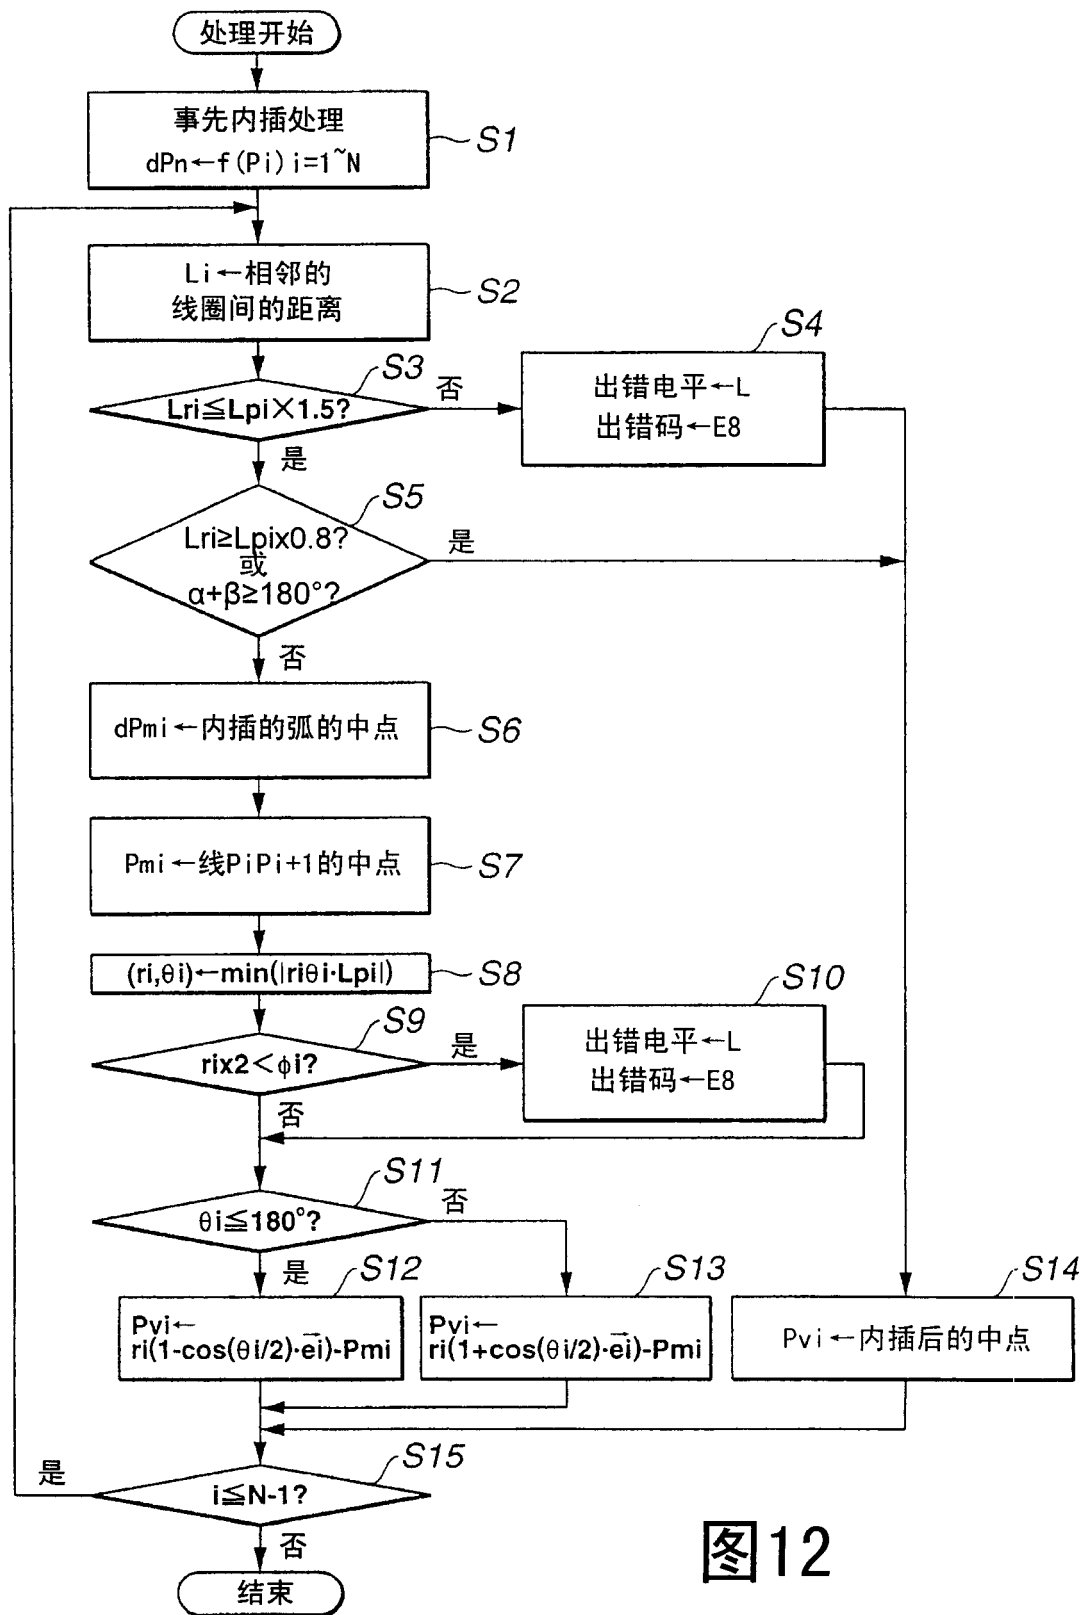 处理开始
事先内插处理
dPn←f(Pi)i=1~N
S1
Li←相邻的
线圈间的距离
S2
S3
Lri≦Lpi×1.5?
否
是
S4
出错电平←L
出错码←E8
S5
Lri≥Lpix0.8?
或
α+β≥180°?
是
否
dPmi←内插的弧的中点
S6
Pmi←线PiPi+1的中点
S7
(ri,θi)←min(|riθi·Lpi|)
S8
S9
rix2<ϕi?
是
否
S10
出错电平←L
出错码←E8
S11
θi≦180°?
否
是
S12
Pvi←
ri(1-cos(θi/2)·e⃗i)-Pmi
S13
Pvi←
ri(1+cos(θi/2)·e⃗i)-Pmi
S14
Pvi←内插后的中点
S15
i≦N-1?
是
否
结束
图12